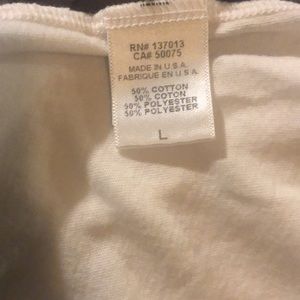 RN# 137013
CA# 50075
MADE IN U.S.A.
FABRIQUE EN U.S.A.
50% COTTON
50% COTON
50% POLYESTER
50% POLYESTER
L